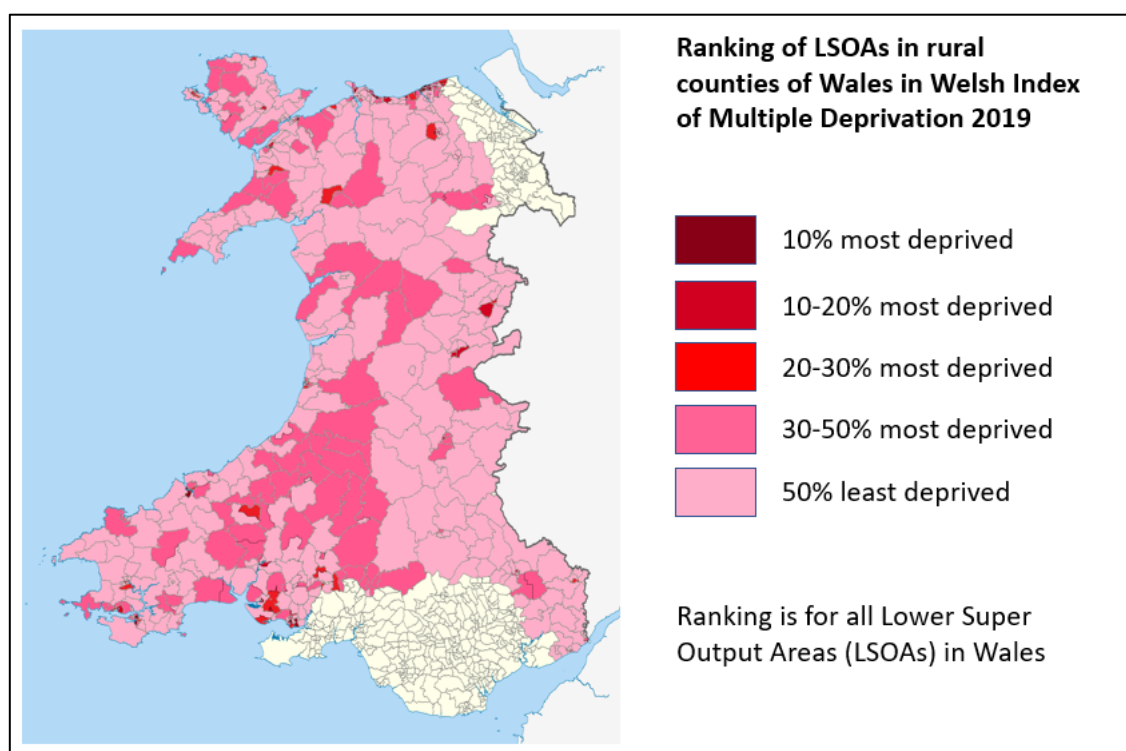 Ranking of LSOAs in rural
counties of Wales in Welsh Index
of Multiple Deprivation 2019
10% most deprived
10-20% most deprived
20-30% most deprived
30-50% most deprived
50% least deprived
Ranking is for all Lower Super
Output Areas (LSOAs) in Wales